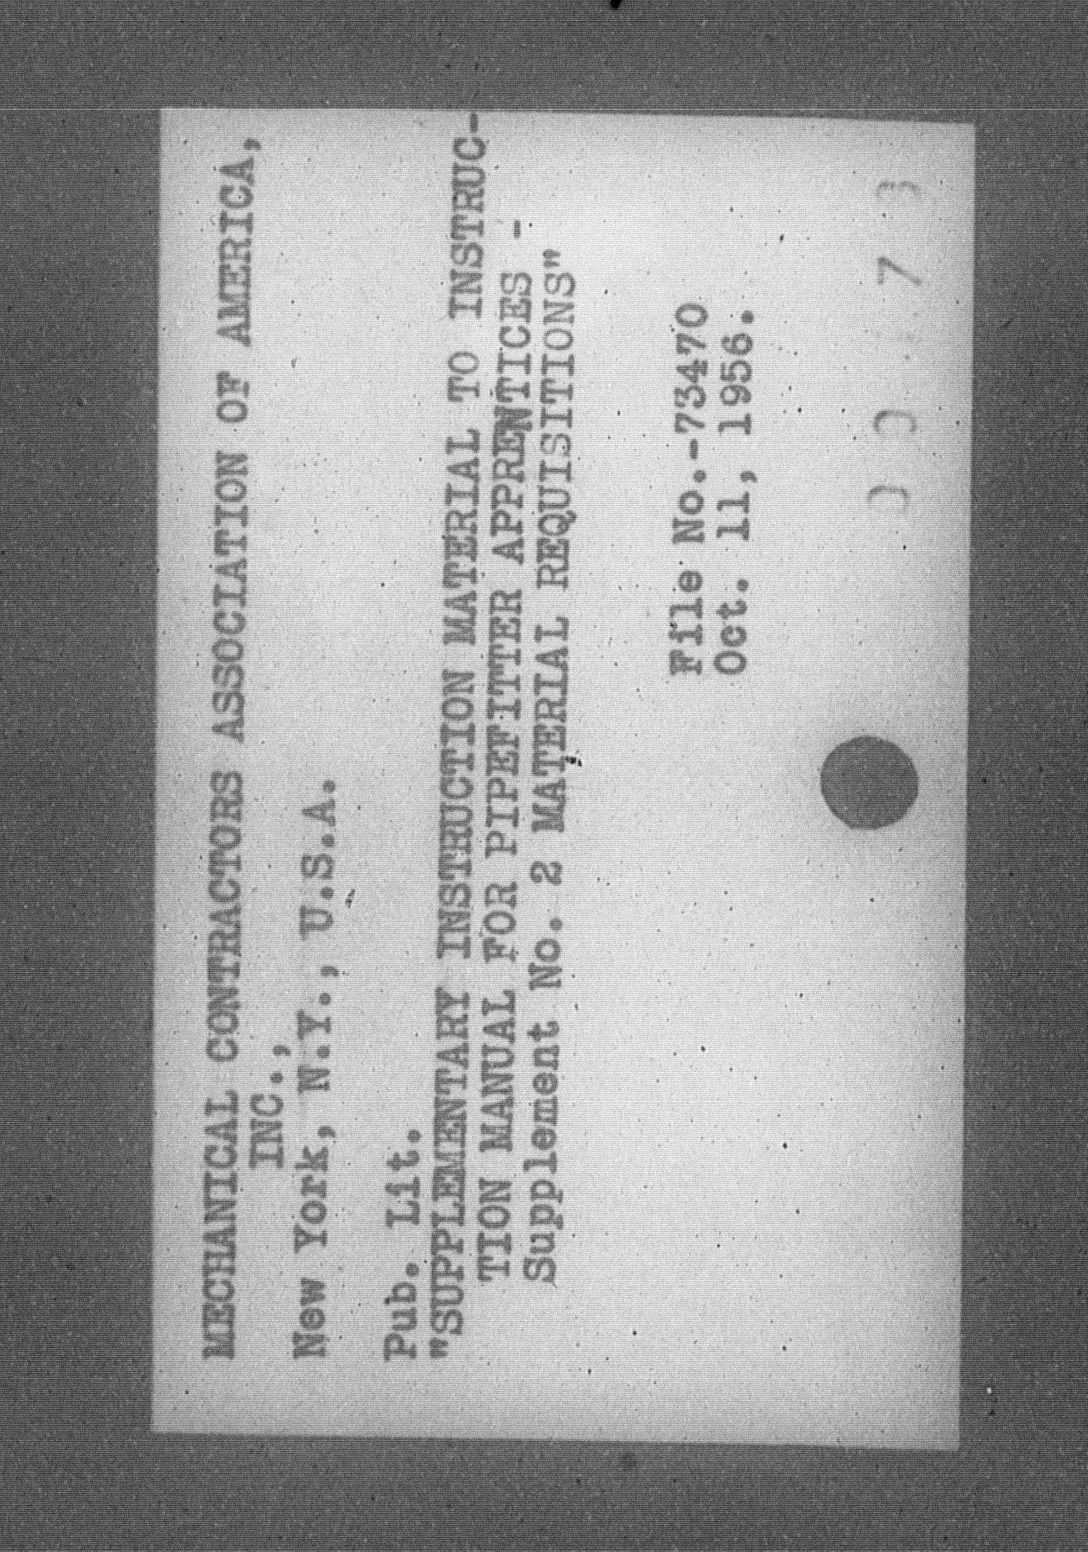 MECHANICAL CONTRACTORS ASSOCIATION OF AMERICA,
INC.,
New York, N.Y., U.S.A.
Pub. Lit.
"SUPPLEMENTARY INSTRUCTION MATERIAL TO INSTRUC-
TION MANUAL FOR PIPEFITTER APPRENTICES -
Supplement No. 2 MATERIAL REQUISITIONS"
File No.-73470
Oct. 11, 1956.